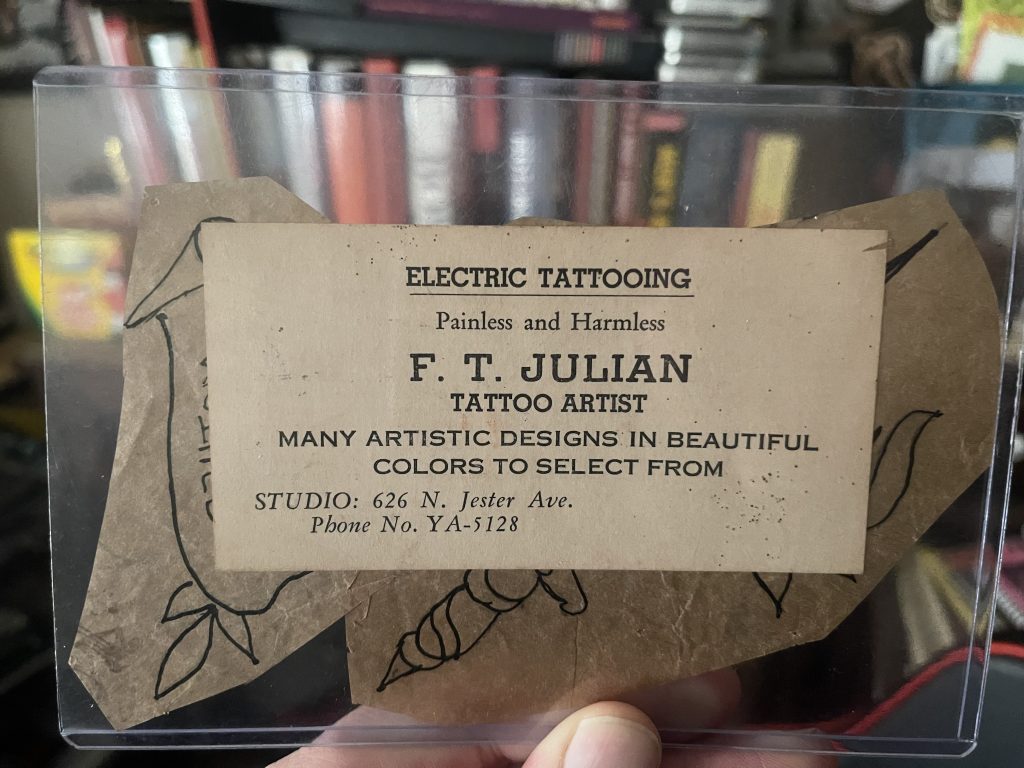 ELECTRIC TATTOOING
Painless and Harmless
F. T. JULIAN
TATTOO ARTIST
MANY ARTISTIC DESIGNS IN BEAUTIFUL
COLORS TO SELECT FROM
STUDIO: 626 N. Jester Ave.
Phone No. YA-5128